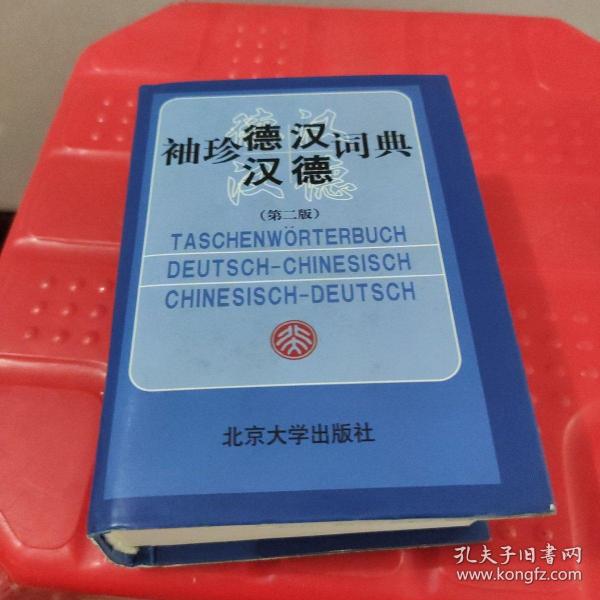 袖珍德汉汉德词典
(第二版)
TASCHENWÖRTERBUCH
DEUTSCH-CHINESISCH
CHINESISCH-DEUTSCH
北京大学出版社
孔夫子旧书网
www.kongfz.com